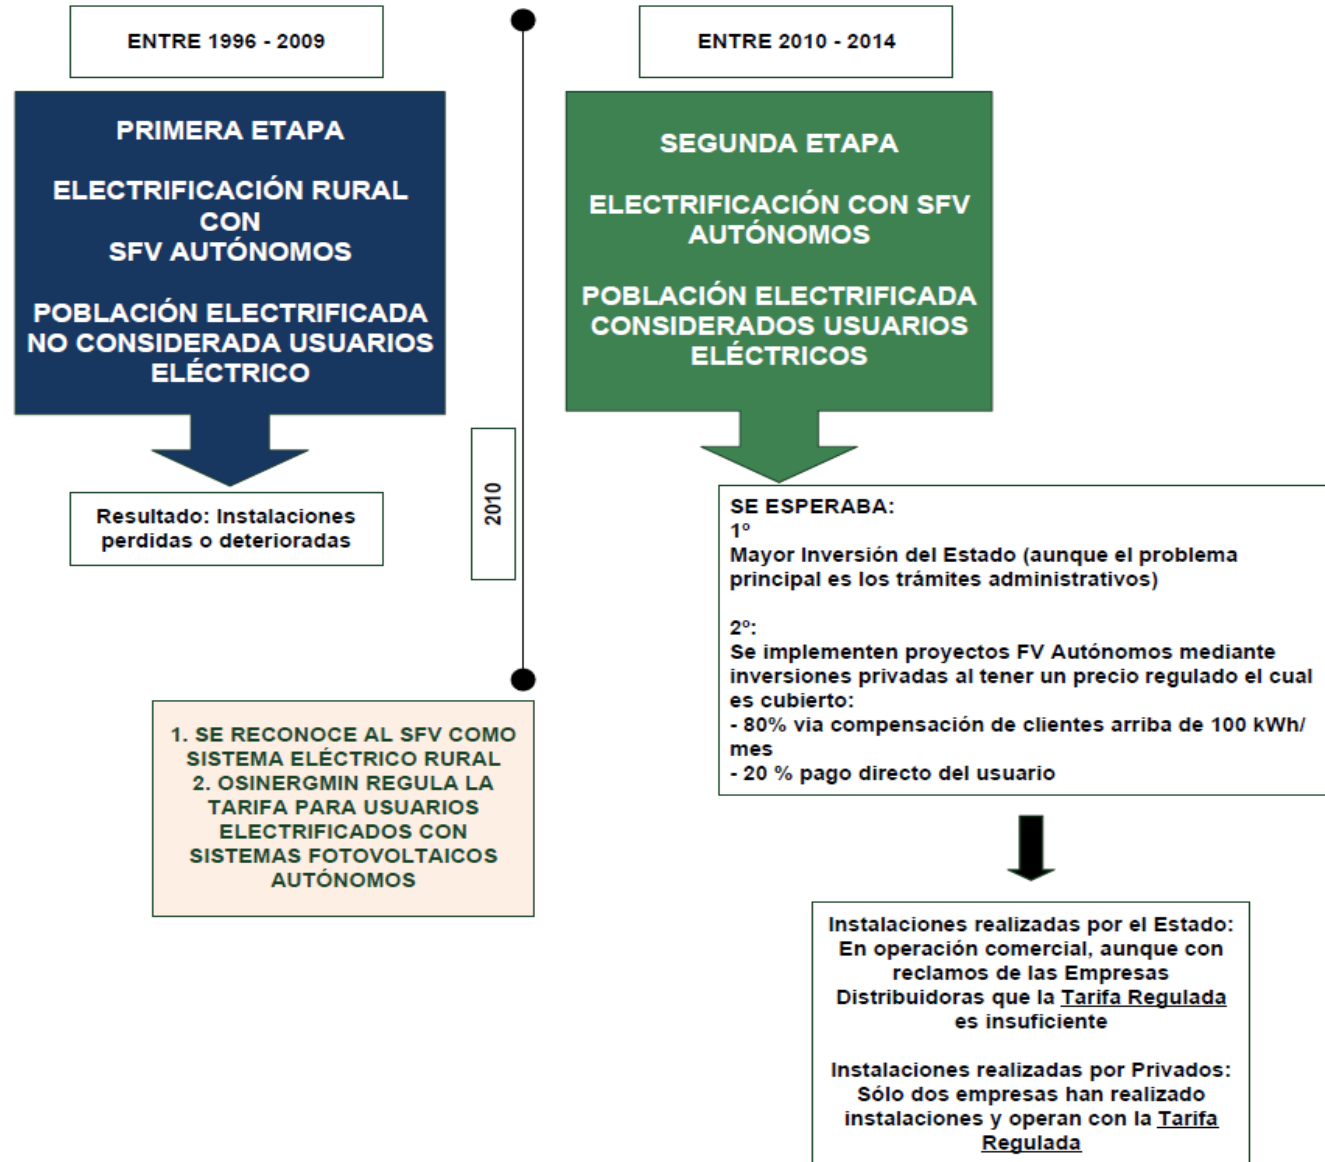 ENTRE 1996 - 2009
PRIMERA ETAPA
ELECTRIFICACIÓN RURAL
CON
SFV AUTÓNOMOS
POBLACIÓN ELECTRIFICADA
NO CONSIDERADA USUARIOS
ELÉCTRICO
Resultado: Instalaciones
perdidas o deterioradas
2010
1. SE RECONOCE AL SFV COMO
SISTEMA ELÉCTRICO RURAL
2. OSINERGMIN REGULA LA
TARIFA PARA USUARIOS
ELECTRIFICADOS CON
SISTEMAS FOTOVOLTAICOS
AUTÓNOMOS
ENTRE 2010 - 2014
SEGUNDA ETAPA
ELECTRIFICACIÓN CON SFV
AUTÓNOMOS
POBLACIÓN ELECTRIFICADA
CONSIDERADOS USUARIOS
ELÉCTRICOS
SE ESPERABA:
1º
Mayor Inversión del Estado (aunque el problema
principal es los trámites administrativos)
2º:
Se implementen proyectos FV Autónomos mediante
inversiones privadas al tener un precio regulado el cual
es cubierto:
- 80% via compensación de clientes arriba de 100 kWh/
mes
- 20 % pago directo del usuario
Instalaciones realizadas por el Estado:
En operación comercial, aunque con
reclamos de las Empresas
Distribuidoras que la Tarifa Regulada
es insuficiente
Instalaciones realizadas por Privados:
Sólo dos empresas han realizado
instalaciones y operan con la Tarifa
Regulada